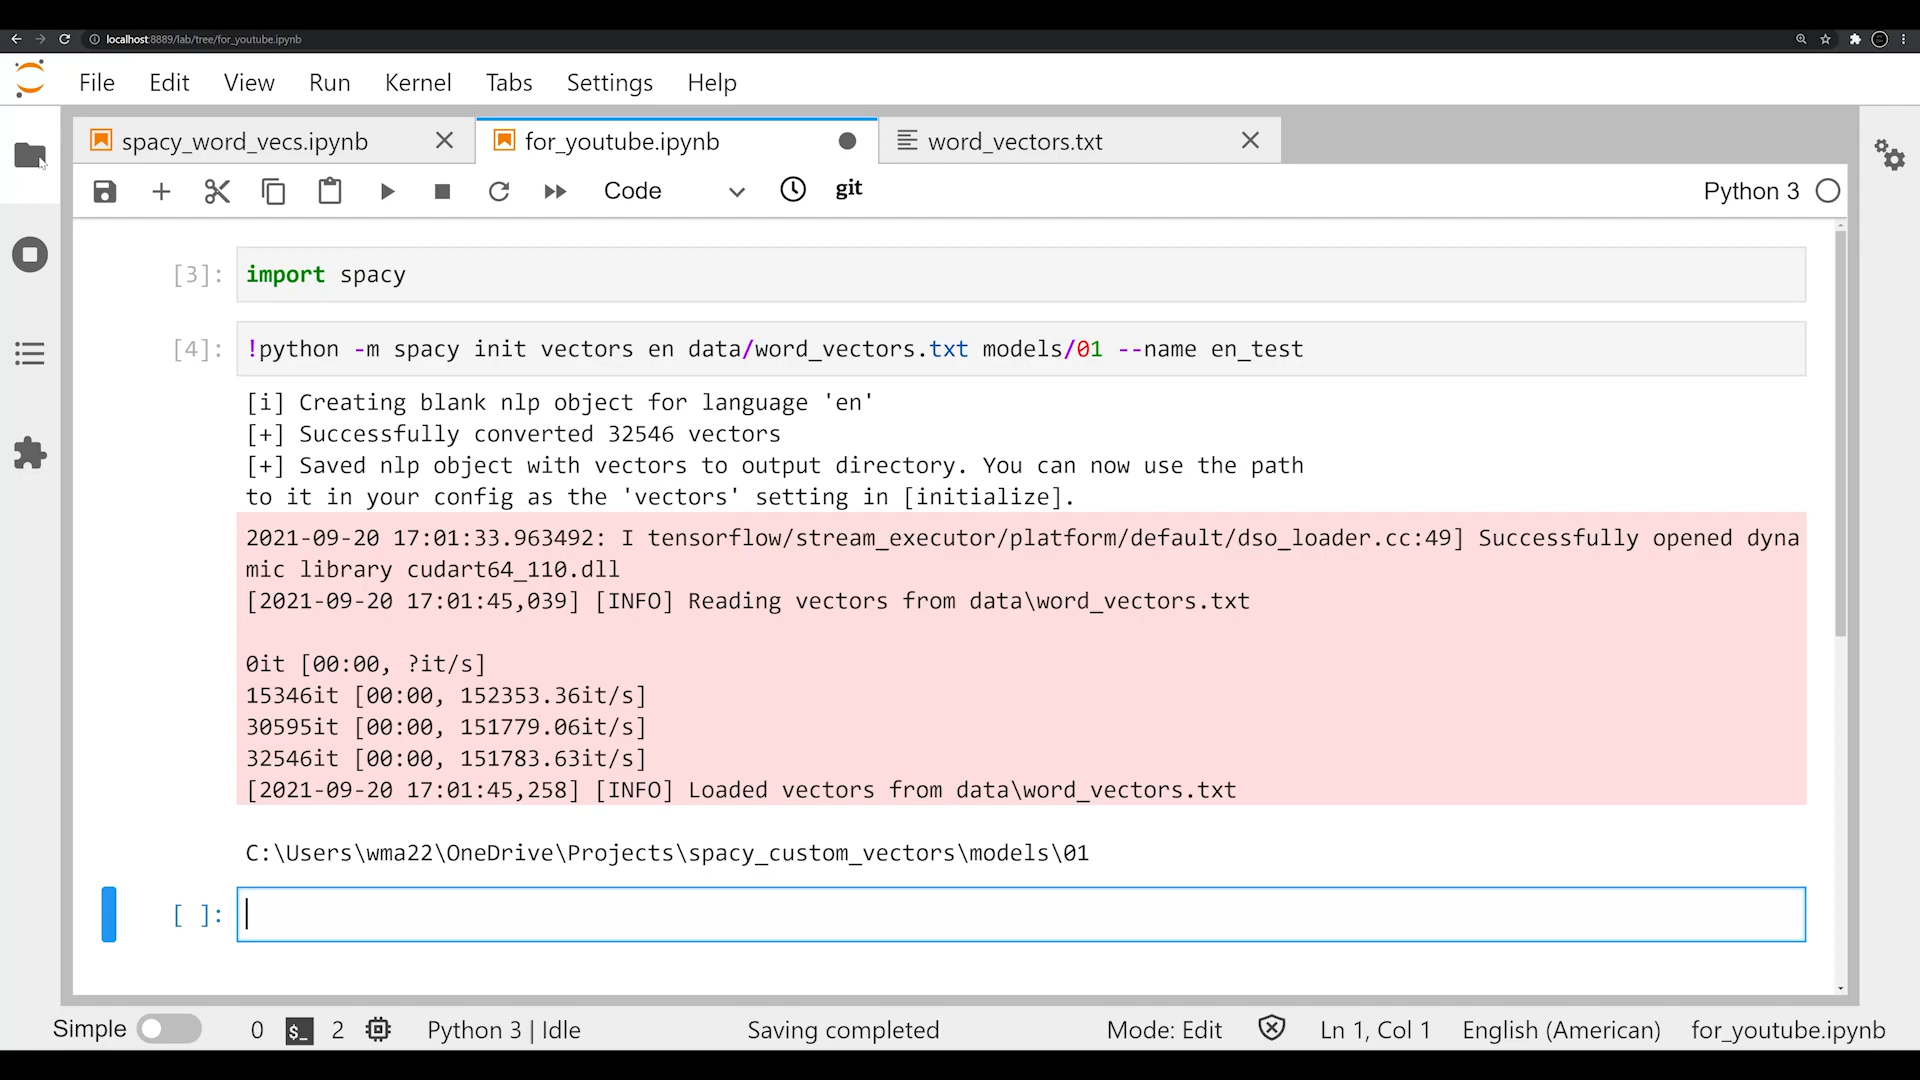 localhost:8889/lab/tree/for_youtube.ipynb
File Edit View Run Kernel Tabs Settings Help
spacy_word_vecs.ipynb for_youtube.ipynb word_vectors.txt
Code git Python 3
[3]: import spacy
[4]: !python -m spacy init vectors en data/word_vectors.txt models/01 --name en_test
[i] Creating blank nlp object for language 'en'
[+] Successfully converted 32546 vectors
[+] Saved nlp object with vectors to output directory. You can now use the path
to it in your config as the 'vectors' setting in [initialize].
2021-09-20 17:01:33.963492: I tensorflow/stream_executor/platform/default/dso_loader.cc:49] Successfully opened dyna
mic library cudart64_110.dll
[2021-09-20 17:01:45,039] [INFO] Reading vectors from data\word_vectors.txt
0it [00:00, ?it/s]
15346it [00:00, 152353.36it/s]
30595it [00:00, 151779.06it/s]
32546it [00:00, 151783.63it/s]
[2021-09-20 17:01:45,258] [INFO] Loaded vectors from data\word_vectors.txt
C:\Users\wma22\OneDrive\Projects\spacy_custom_vectors\models\01
[ ]:
Simple 0 $_ 2 Python 3 | Idle Saving completed Mode: Edit Ln 1, Col 1 English (American) for_youtube.ipynb